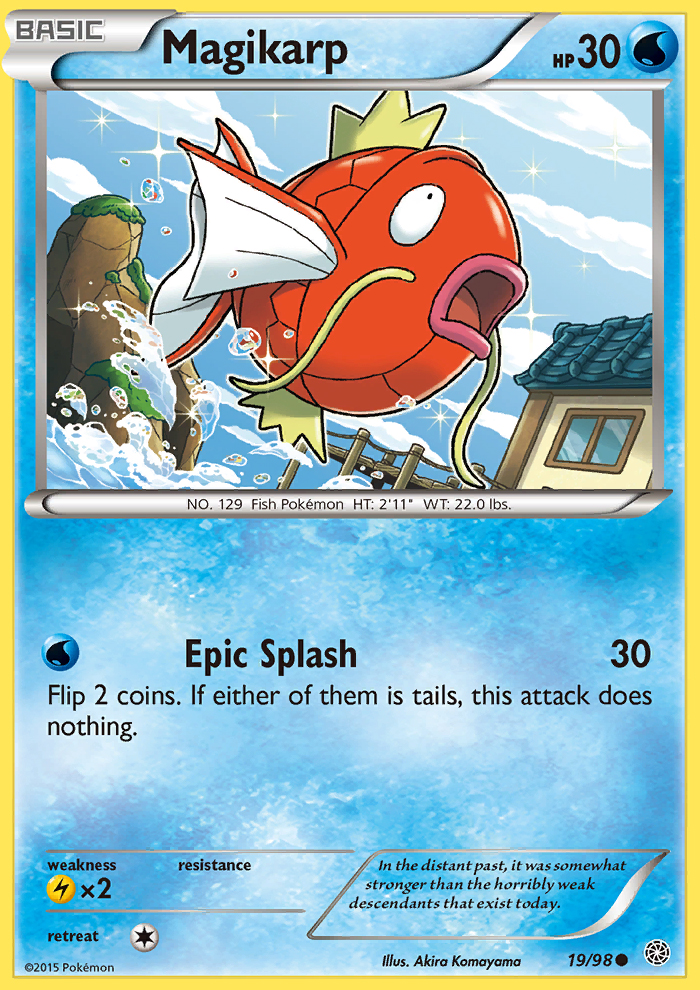 BASIC
Magikarp
HP 30
NO. 129 Fish Pokémon HT: 2'11" WT: 22.0 lbs.
Epic Splash 30
Flip 2 coins. If either of them is tails, this attack does
nothing.
weakness resistance
×2
In the distant past, it was somewhat
stronger than the horribly weak
descendants that exist today.
retreat
Illus. Akira Komayama 19/98
©2015 Pokémon